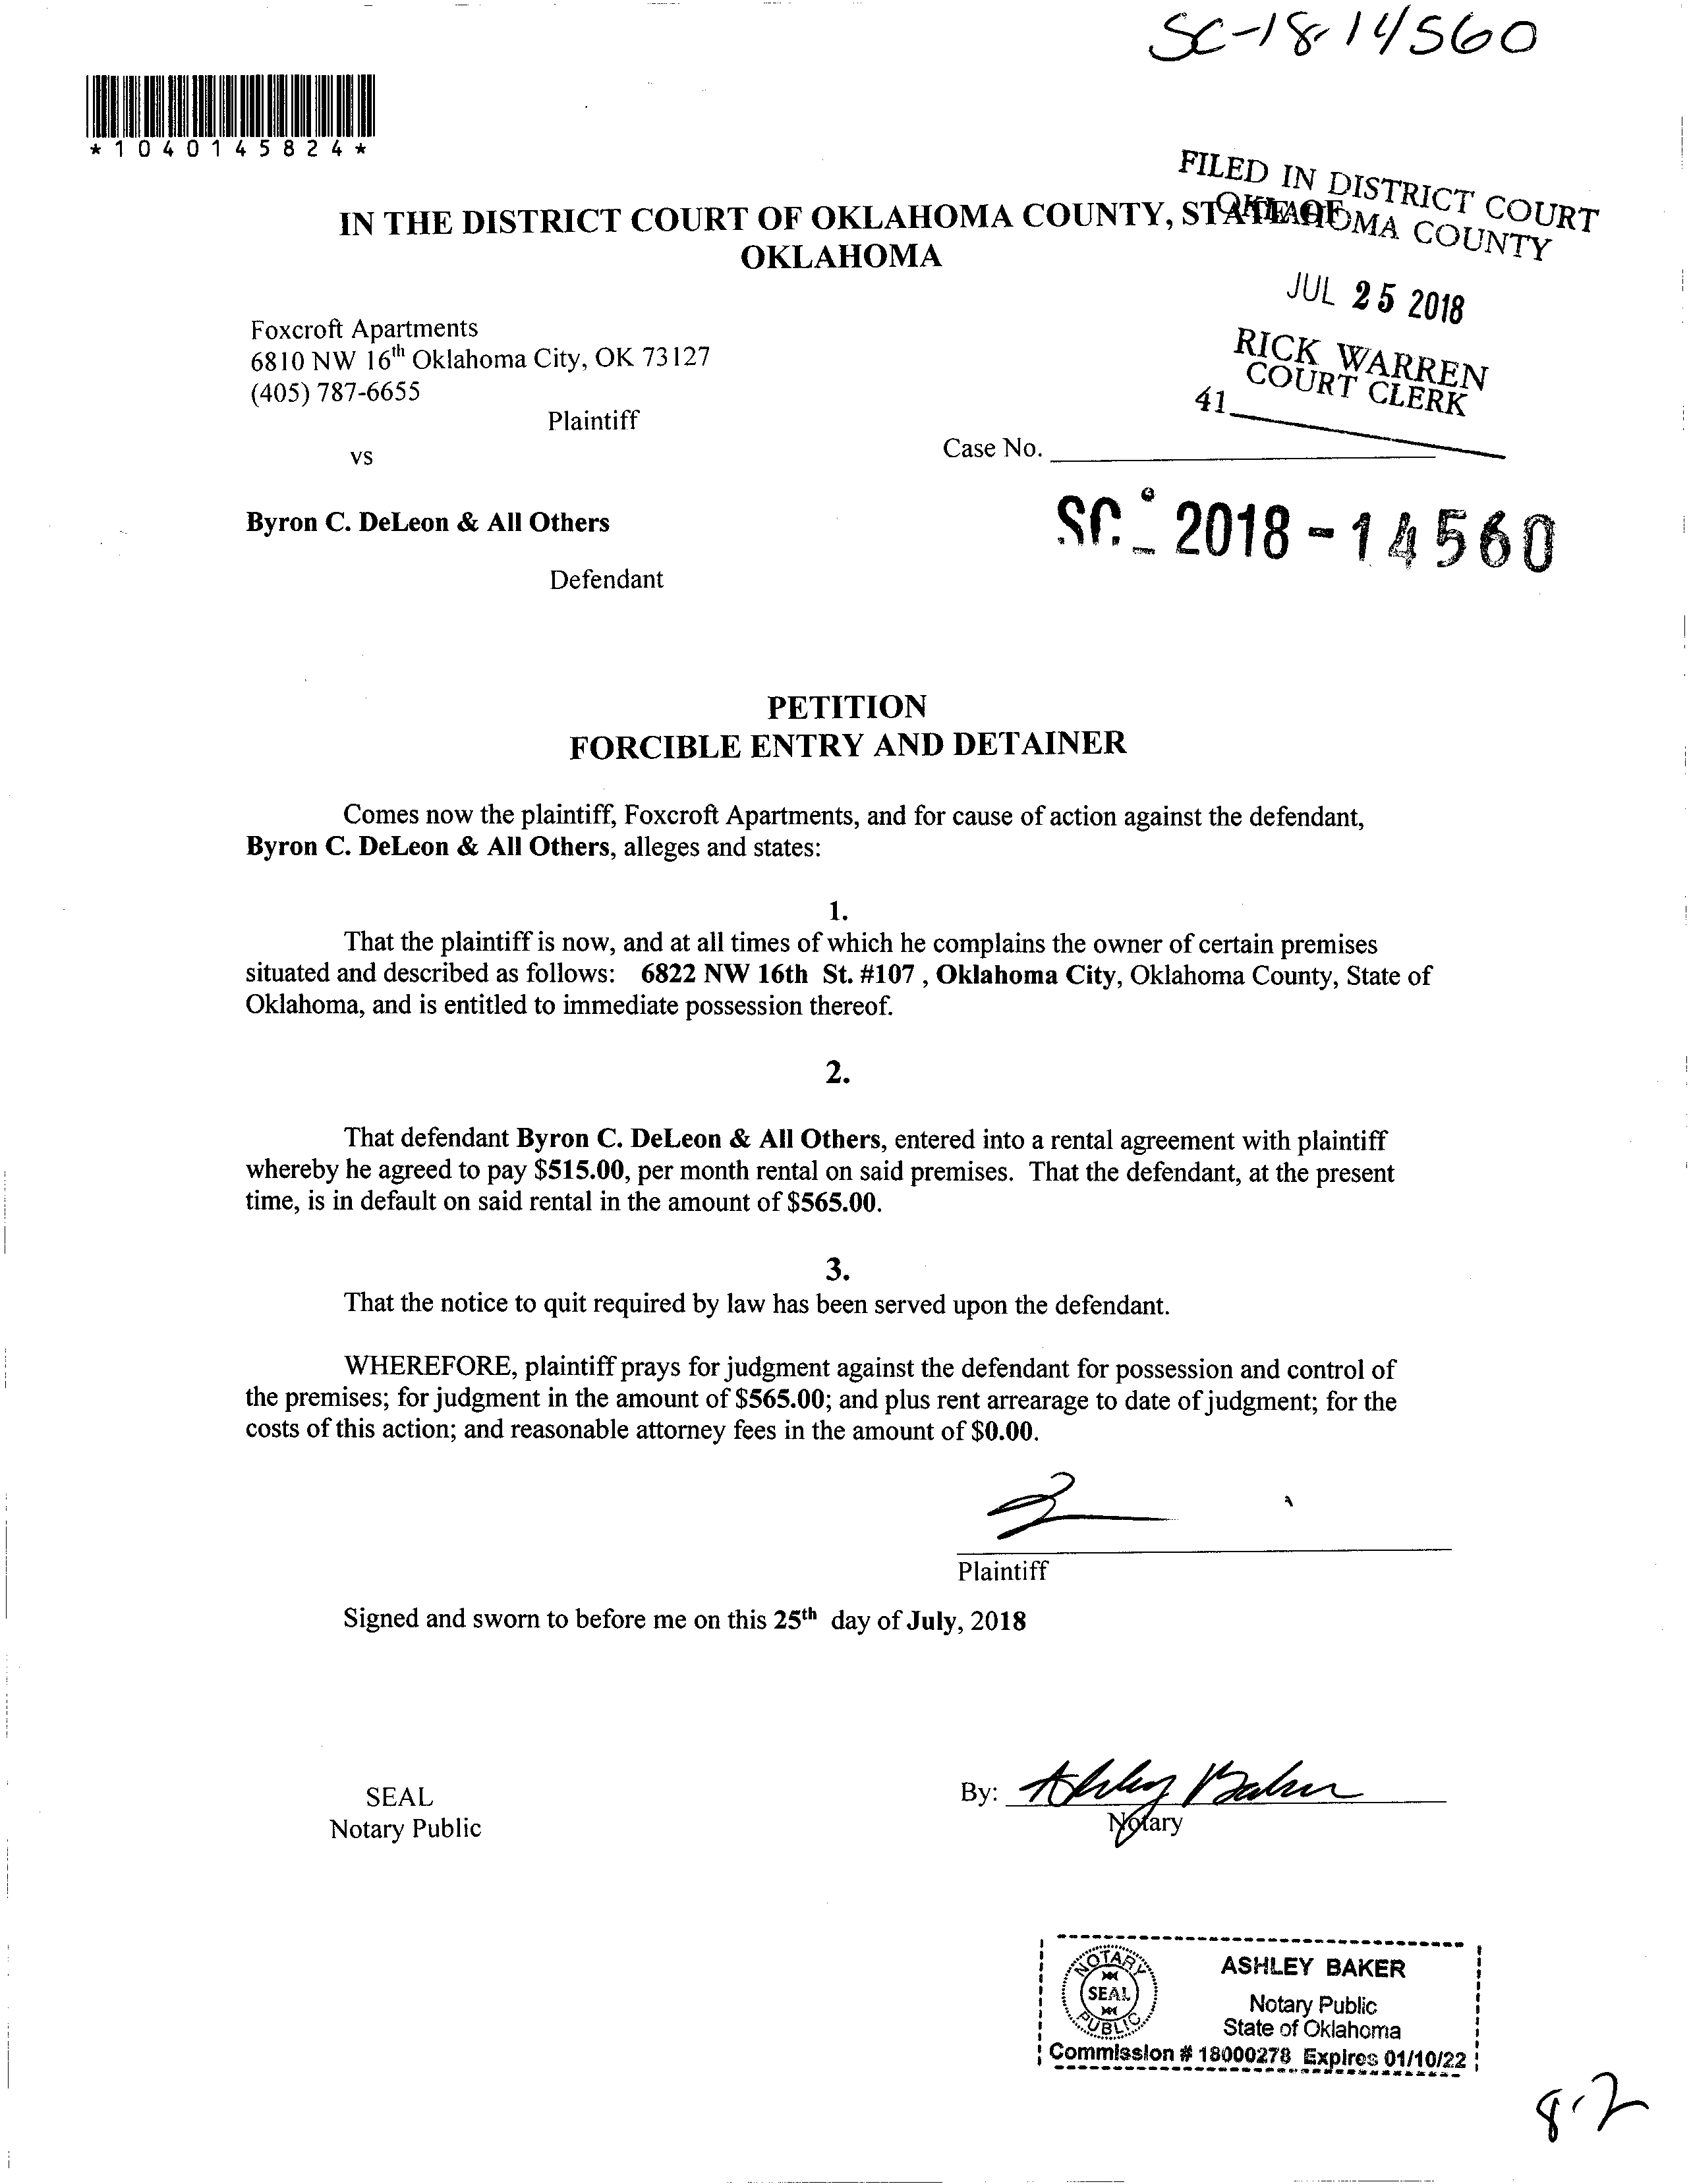 SC-18-14560
*1040145824*
FILED IN DISTRICT COURT
OKLAHOMA COUNTY
IN THE DISTRICT COURT OF OKLAHOMA COUNTY, STATE OF
OKLAHOMA
JUL 25 2018
RICK WARREN
COURT CLERK
41
Foxcroft Apartments
6810 NW 16th Oklahoma City, OK 73127
(405) 787-6655
Plaintiff
vs
Case No.
SC - 2018 - 14560
Byron C. DeLeon & All Others
Defendant
PETITION
FORCIBLE ENTRY AND DETAINER
Comes now the plaintiff, Foxcroft Apartments, and for cause of action against the defendant,
Byron C. DeLeon & All Others, alleges and states:
1.
That the plaintiff is now, and at all times of which he complains the owner of certain premises
situated and described as follows: 6822 NW 16th St. #107 , Oklahoma City, Oklahoma County, State of
Oklahoma, and is entitled to immediate possession thereof.
2.
That defendant Byron C. DeLeon & All Others, entered into a rental agreement with plaintiff
whereby he agreed to pay $515.00, per month rental on said premises. That the defendant, at the present
time, is in default on said rental in the amount of $565.00.
3.
That the notice to quit required by law has been served upon the defendant.
WHEREFORE, plaintiff prays for judgment against the defendant for possession and control of
the premises; for judgment in the amount of $565.00; and plus rent arrearage to date of judgment; for the
costs of this action; and reasonable attorney fees in the amount of $0.00.
Plaintiff
Signed and sworn to before me on this 25th day of July, 2018
SEAL
Notary Public
By: Ashley Baker
Notary
NOTARY
SEAL
PUBLIC
ASHLEY BAKER
Notary Public
State of Oklahoma
Commission # 18000278 Expires 01/10/22
8-2